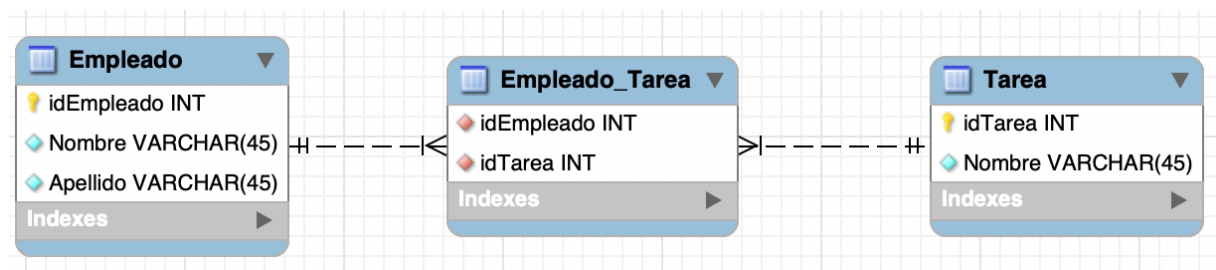 Empleado
idEmpleado INT
Nombre VARCHAR(45)
Apellido VARCHAR(45)
Indexes
Empleado_Tarea
idEmpleado INT
idTarea INT
Indexes
Tarea
idTarea INT
Nombre VARCHAR(45)
Indexes